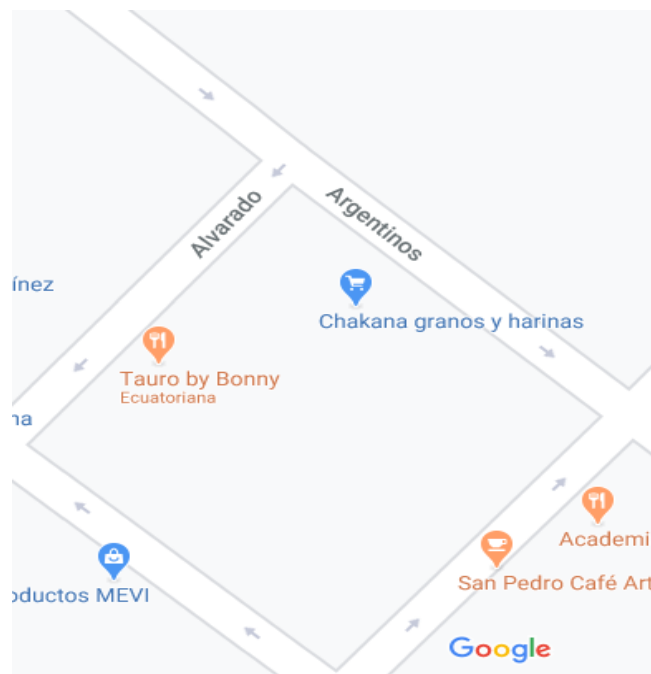 Alvarado
Argentinos
ínez
Chakana granos y harinas
Tauro by Bonny
Ecuatoriana
na
Academi
oductos MEVI
San Pedro Café Art
Google